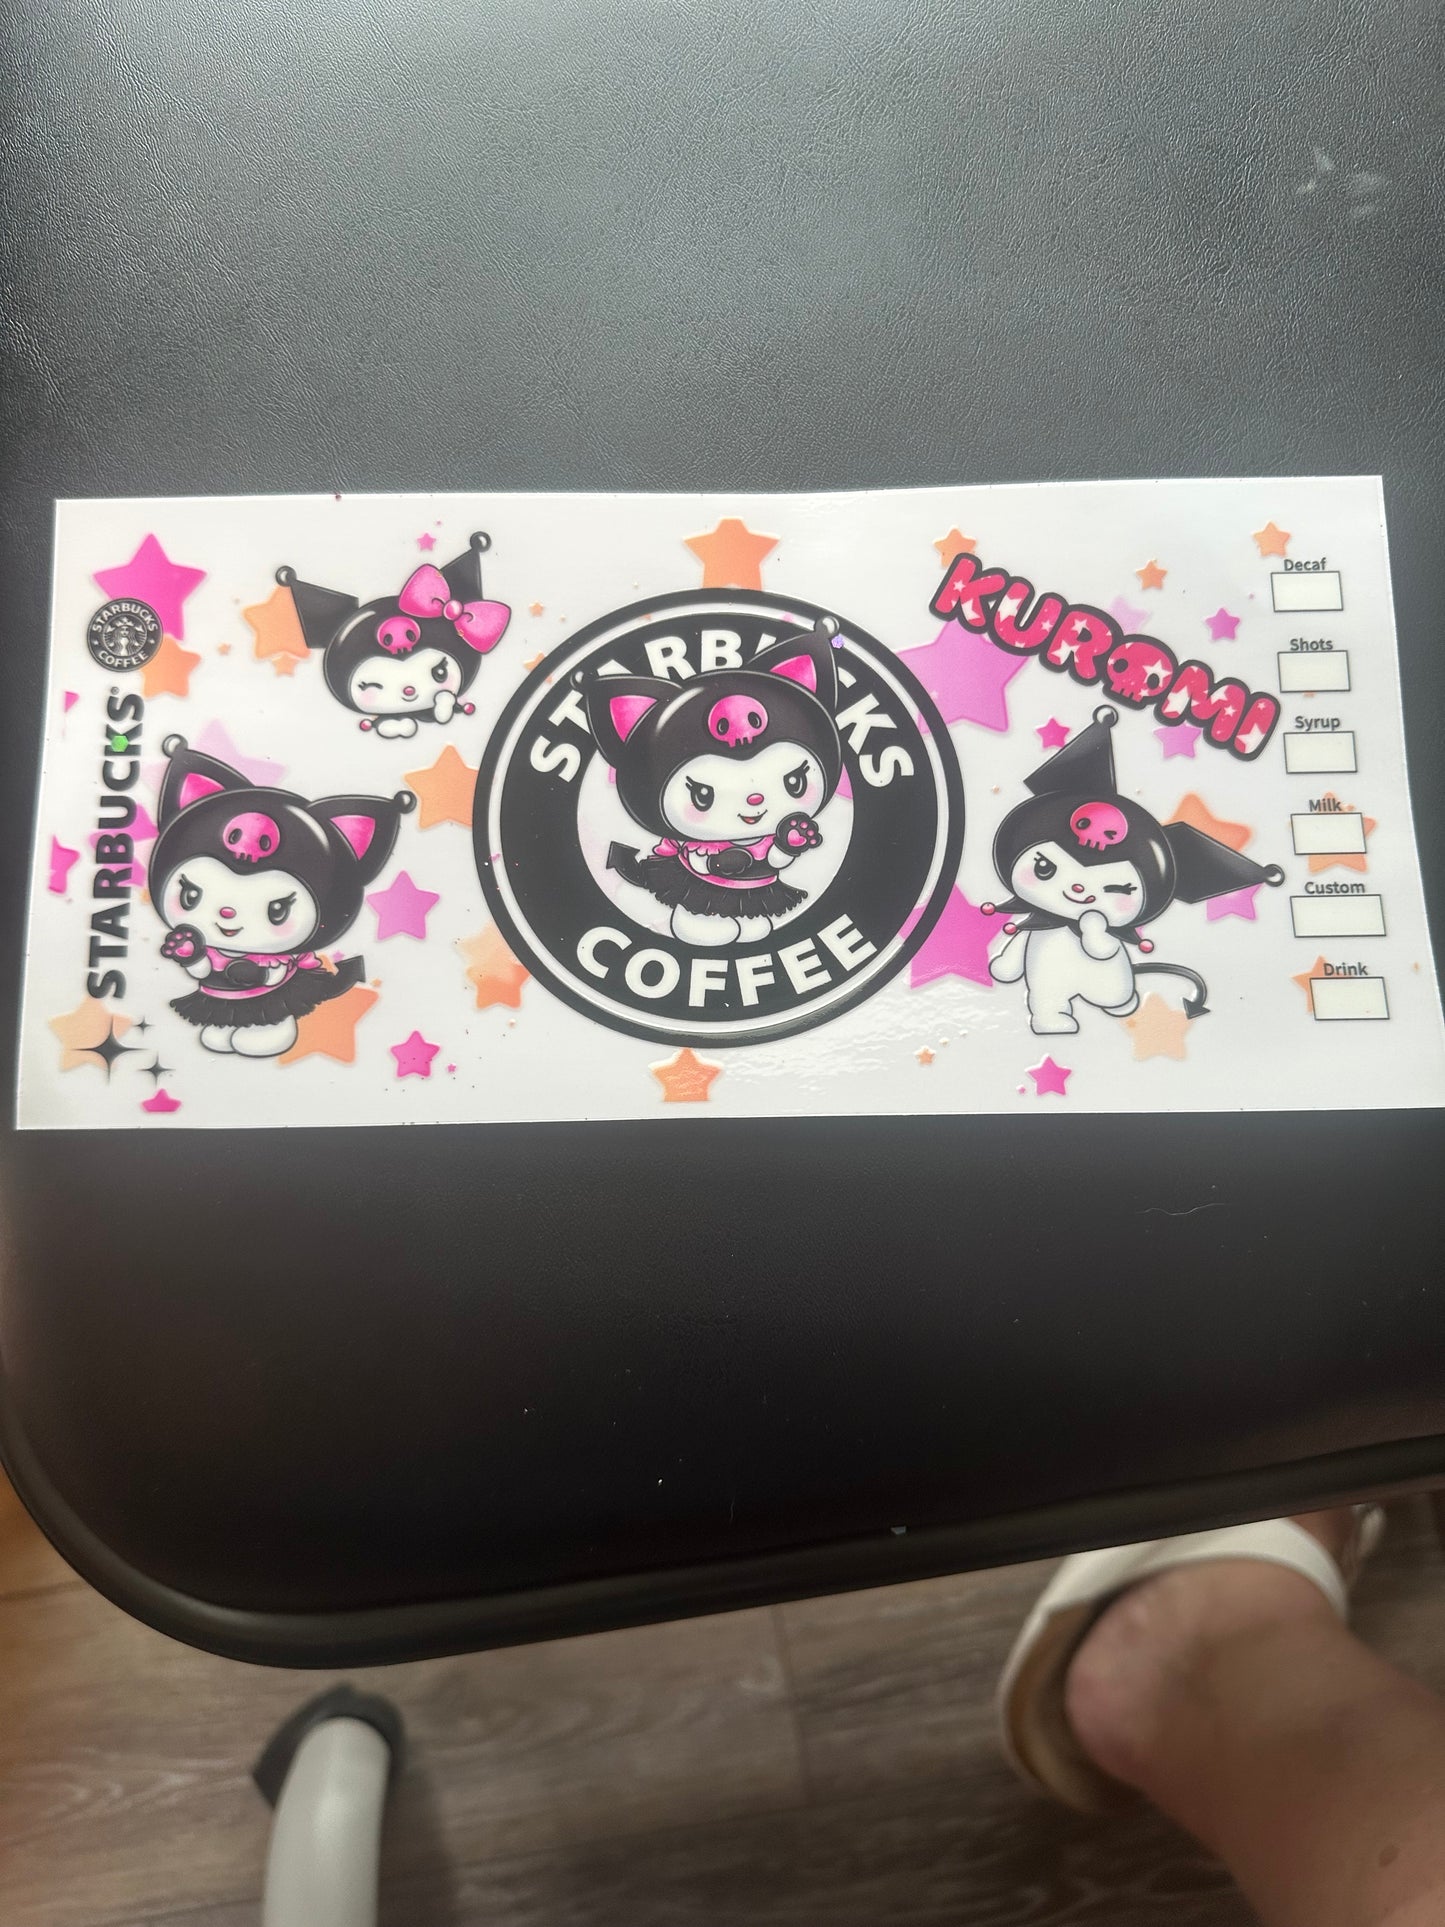 STARBUCKS
COFFEE
STARBUCKS®
STARBUCKS
COFFEE
KUROMI
Decaf
Shots
Syrup
Milk
Custom
Drink